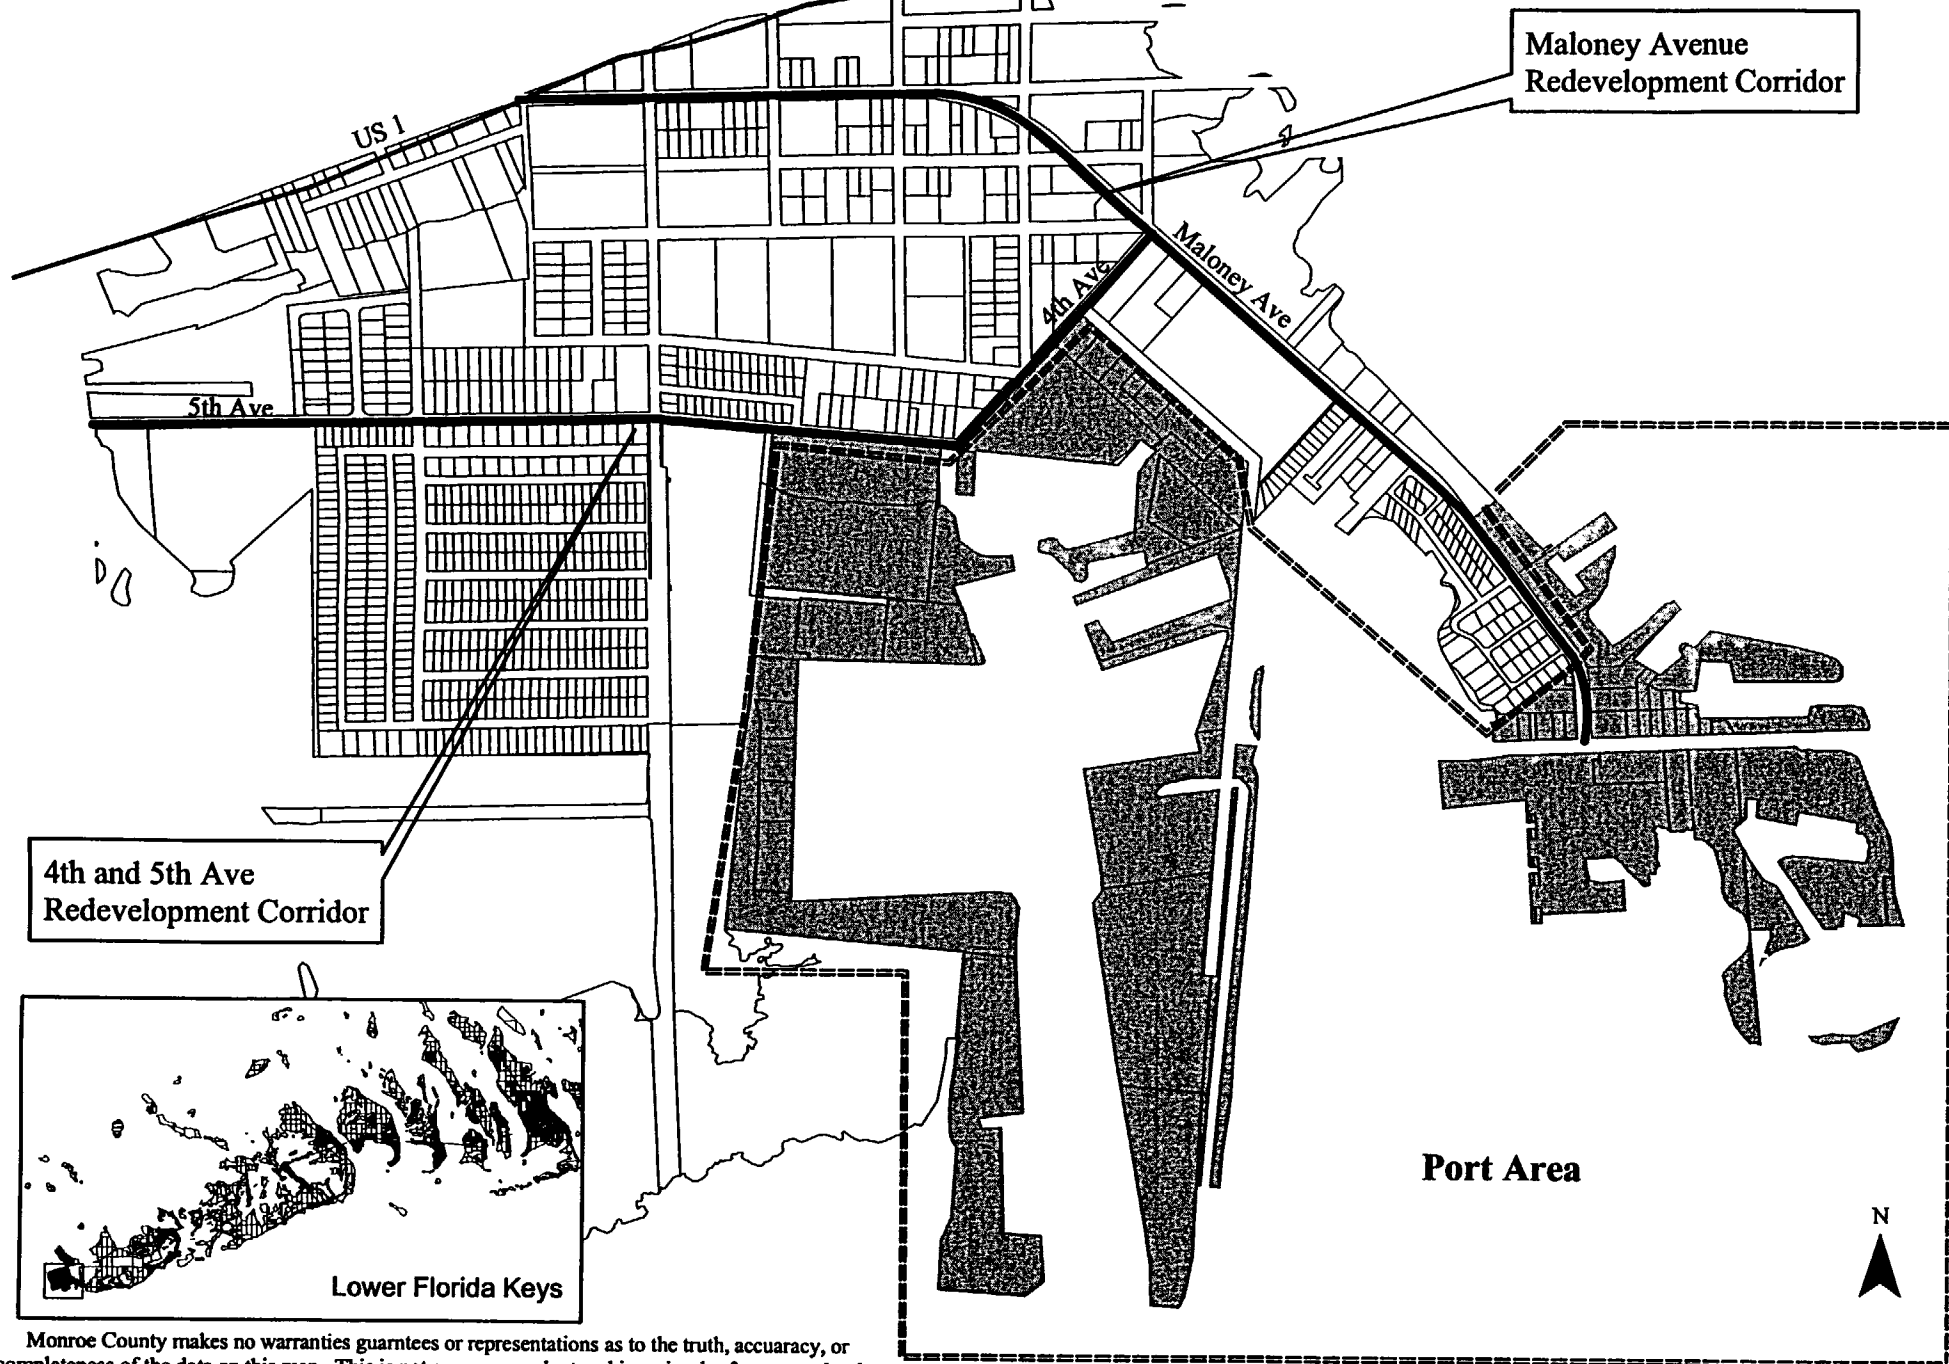 Maloney Avenue
Redevelopment Corridor
US 1
Maloney Ave
4th Ave
5th Ave
4th and 5th Ave
Redevelopment Corridor
Port Area
N
Lower Florida Keys
Monroe County makes no warranties guarntees or representations as to the truth, accuaracy, or